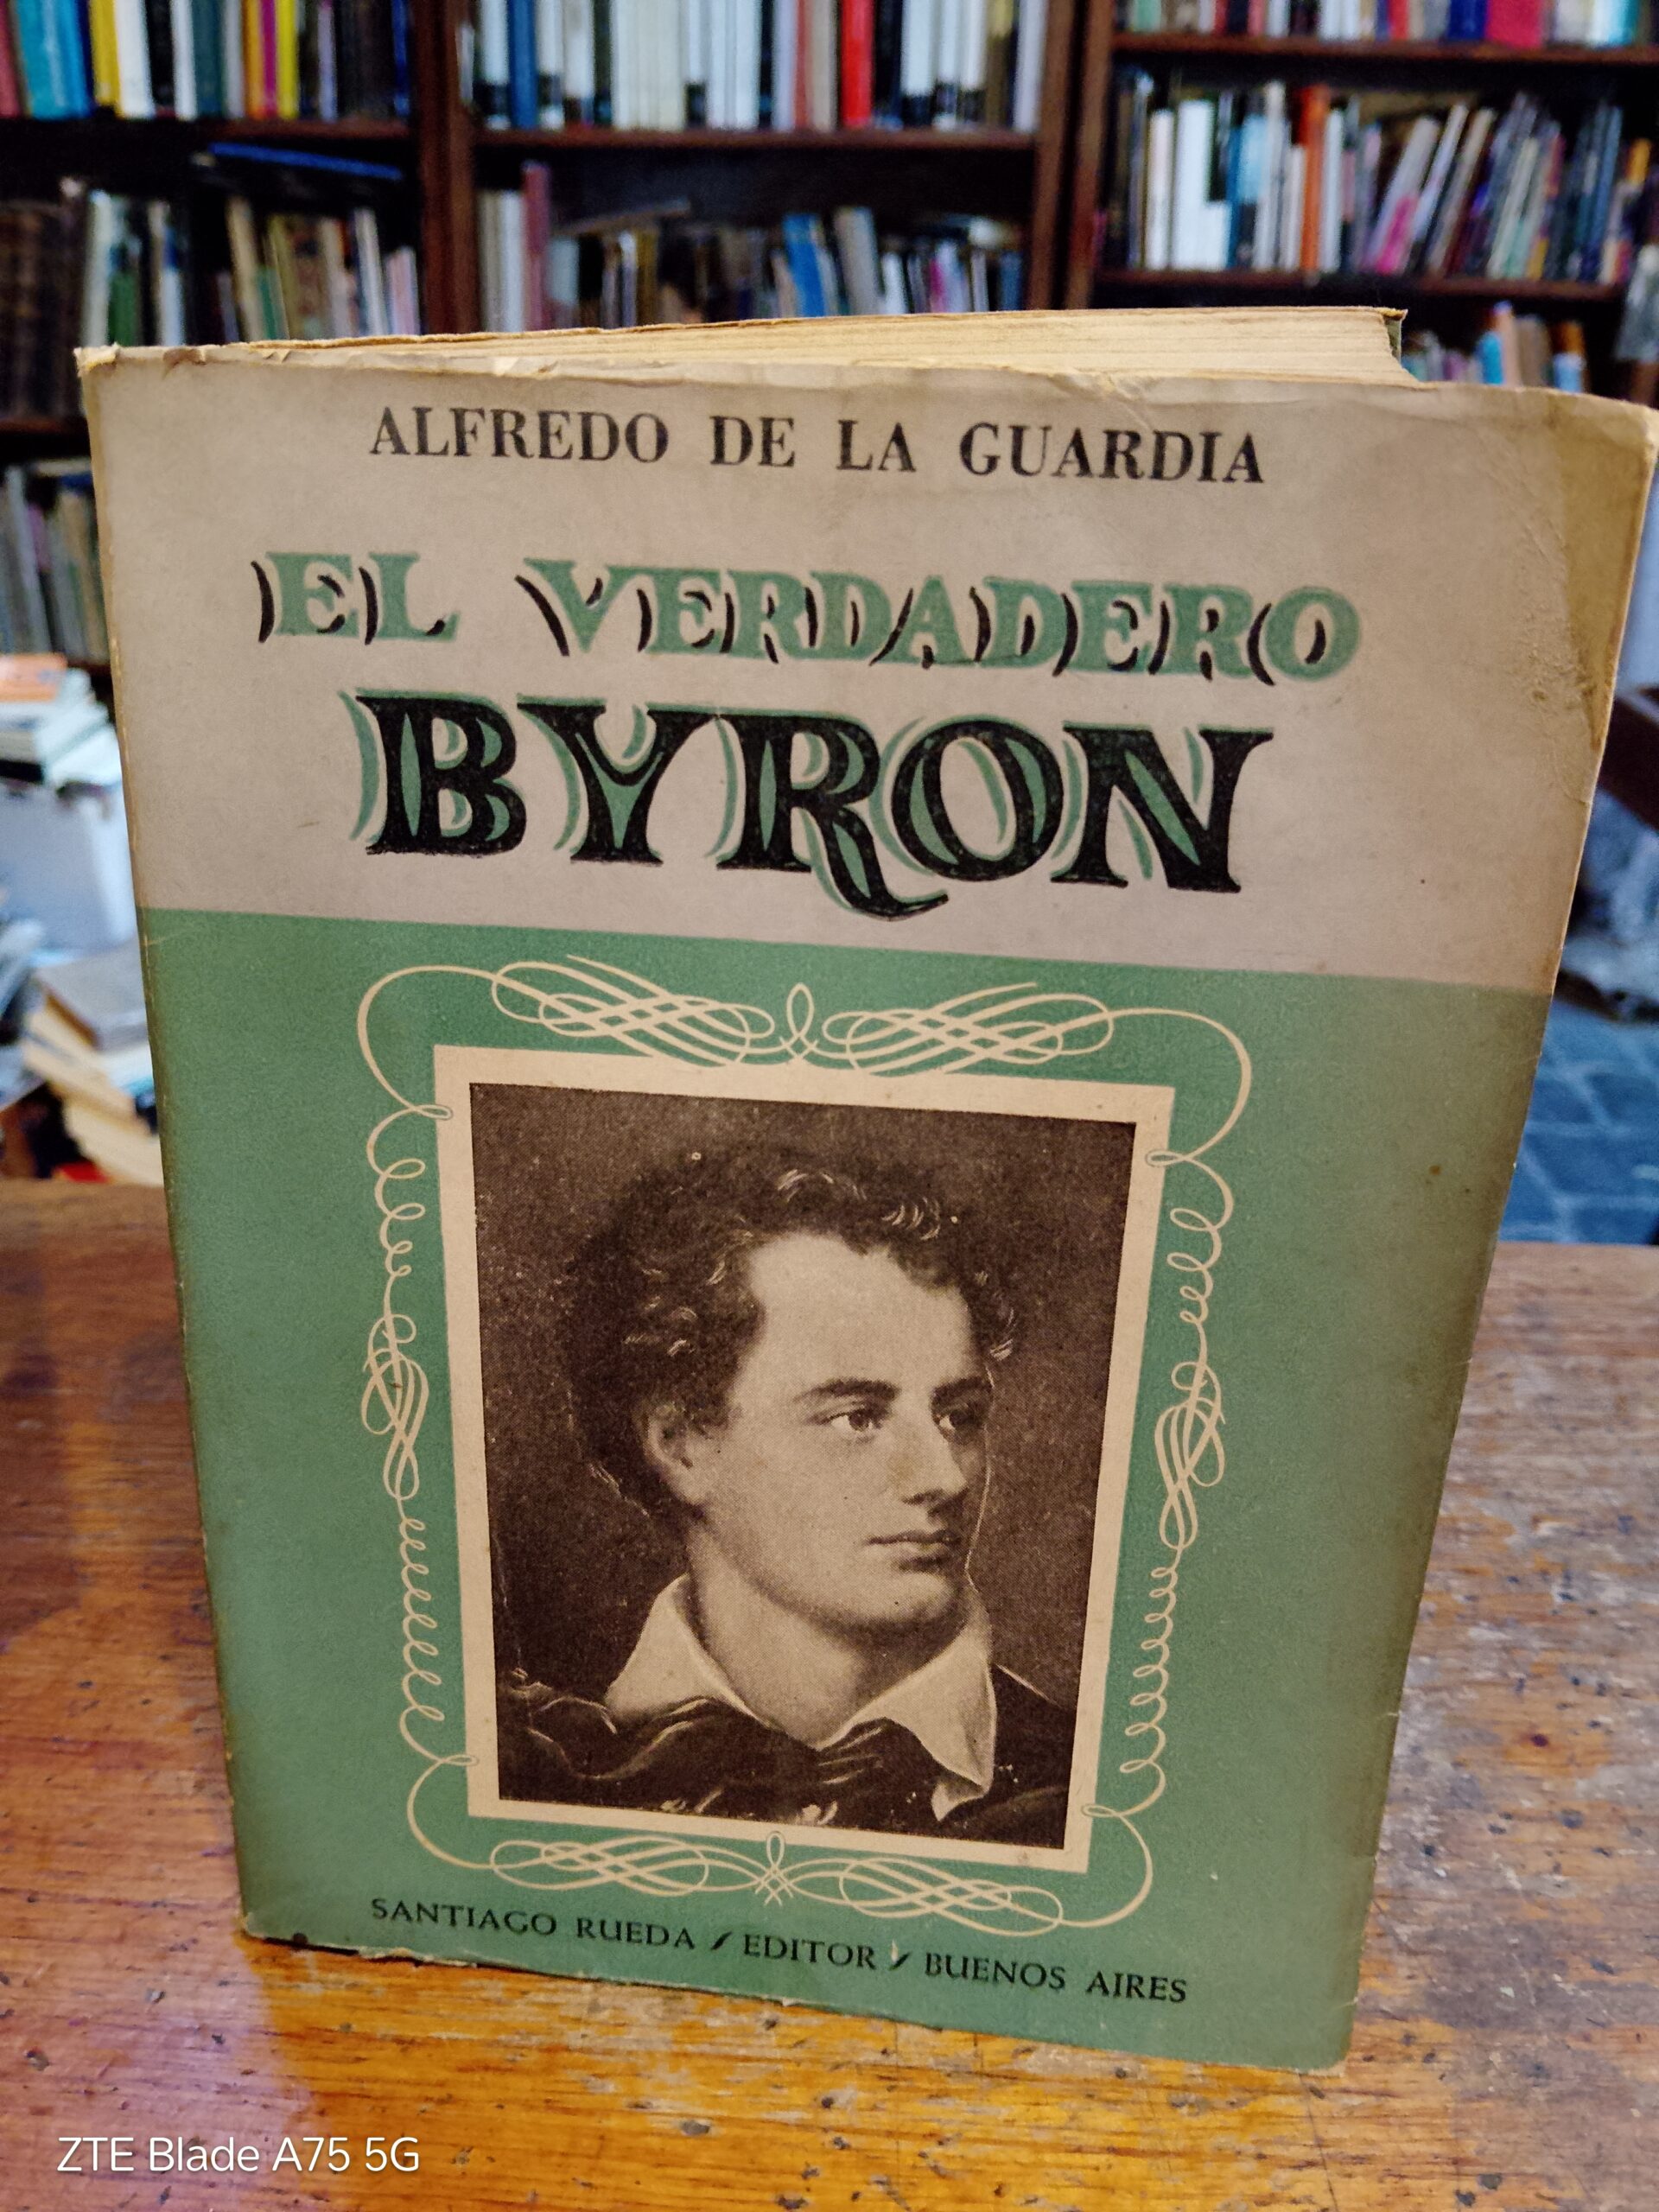 ALFREDO DE LA GUARDIA
EL VERDADERO
BYRON
SANTIAGO RUEDA / EDITOR / BUENOS AIRES
ZTE Blade A75 5G